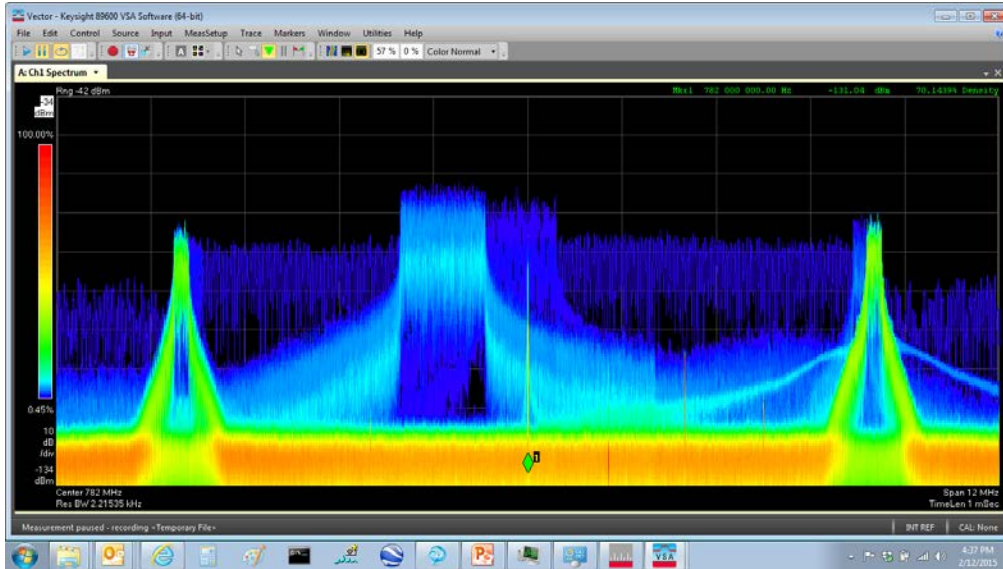 Vector - Keysight 89600 VSA Software (64-bit)
File Edit Control Source Input MeasSetup Trace Markers Window Utilities Help
A 57 % 0 % Color Normal
A: Ch1 Spectrum
Rng -42 dBm Mkr1 782 000 000.00 Hz -131.04 dBm 70.1439% Density
-34
dBm
100.00%
1
0.45%
10
dB
/div
-134
dBm
Center 782 MHz Span 12 MHz
Res BW 2.21535 kHz TimeLen 1 mSec
Measurement paused - recording <Temporary File> INT REF CAL: None
VSA
4:37 PM
2/12/2015